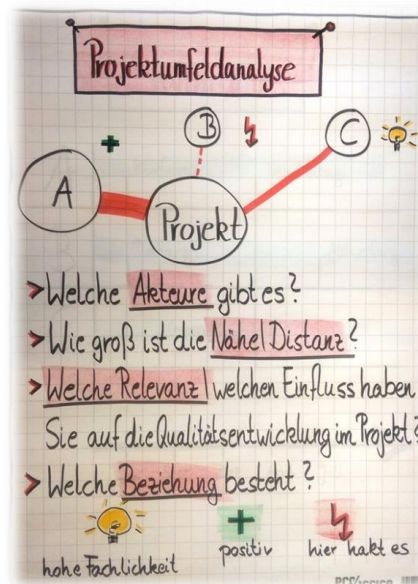 Projektumfeldanalyse
B
C
A
Projekt
Welche Akteure gibt es?
Wie groß ist die Nähe/Distanz?
Welche Relevanz/welchen Einfluss haben
Sie auf die Qualitätsentwicklung im Projekt?
Welche Beziehung besteht?
hohe Fachlichkeit
positiv
hier hakt es